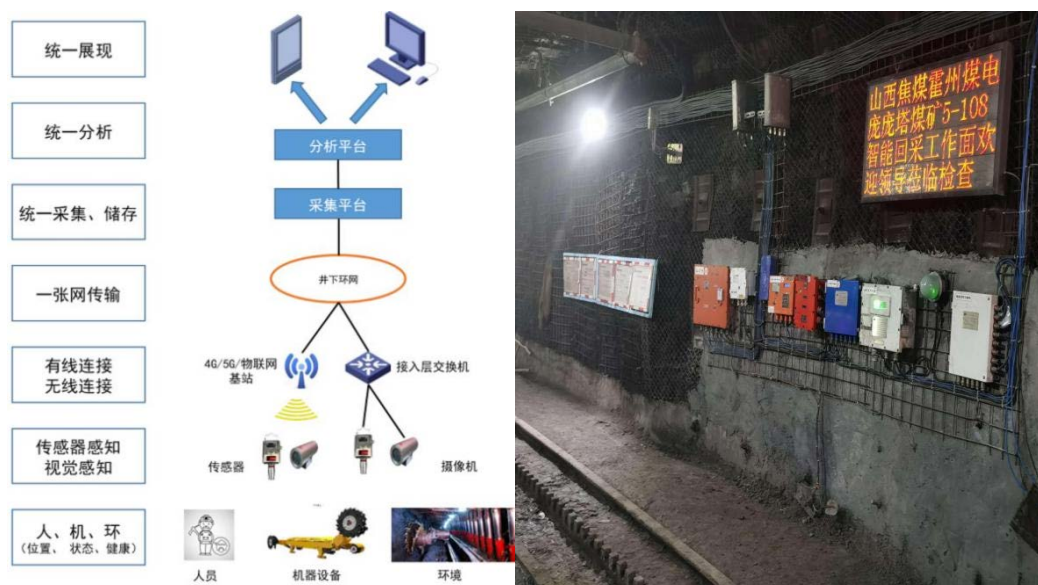 统一展现
统一分析
分析平台
统一采集、储存
采集平台
一张网传输
井下环网
有线连接
无线连接
4G/5G/物联网
基站
接入层交换机
传感器感知
视觉感知
传感器
摄像机
人、机、环
(位置、状态、健康)
人员
机器设备
环境
山西焦煤霍州煤电
庞庞塔煤矿5-108
智能回采工作面欢
迎领导莅临检查